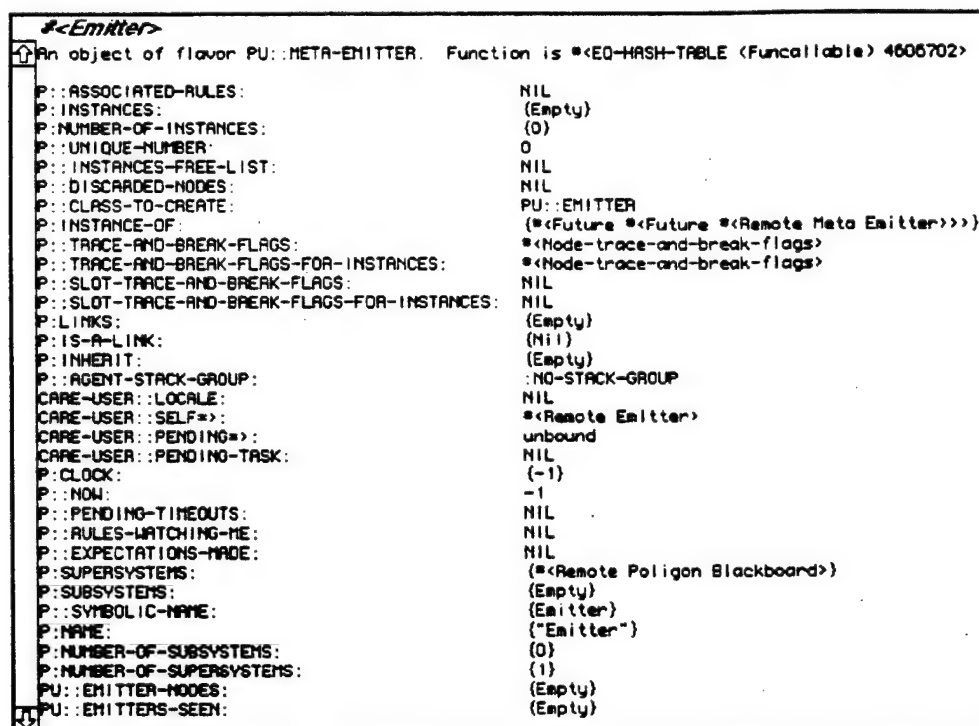 #<Emitter>
An object of flavor PU::META-EMITTER. Function is #<EQ-HASH-TABLE (Funcallable) 4606702>
P::ASSOCIATED-RULES: NIL
P:INSTANCES: {Empty}
P:NUMBER-OF-INSTANCES: {0}
P::UNIQUE-NUMBER: 0
P::INSTANCES-FREE-LIST: NIL
P::DISCARDED-NODES: NIL
P::CLASS-TO-CREATE: PU::EMITTER
P:INSTANCE-OF: {#<Future #<Future #<Remote Meta Emitter>>>}
P::TRACE-AND-BREAK-FLAGS: #<Node-trace-and-break-flags>
P::TRACE-AND-BREAK-FLAGS-FOR-INSTANCES: #<Node-trace-and-break-flags>
P::SLOT-TRACE-AND-BREAK-FLAGS: NIL
P::SLOT-TRACE-AND-BREAK-FLAGS-FOR-INSTANCES: NIL
P:LINKS: {Empty}
P:IS-A-LINK: {Nil}
P:INHERIT: {Empty}
P::AGENT-STACK-GROUP: :NO-STACK-GROUP
CARE-USER::LOCALE: NIL
CARE-USER::SELF=>: #<Remote Emitter>
CARE-USER::PENDING=>: unbound
CARE-USER::PENDING-TASK: NIL
P:CLOCK: {-1}
P::NOW: -1
P::PENDING-TIMEOUTS: NIL
P::RULES-WATCHING-ME: NIL
P::EXPECTATIONS-MADE: NIL
P:SUPERSYSTEMS: {#<Remote Poligon Blackboard>}
P:SUBSYSTEMS: {Empty}
P::SYMBOLIC-NAME: {Emitter}
P:NAME: {"Emitter"}
P:NUMBER-OF-SUBSYSTEMS: {0}
P:NUMBER-OF-SUPERSYSTEMS: {1}
PU::EMITTER-NODES: {Empty}
PU::EMITTERS-SEEN: {Empty}